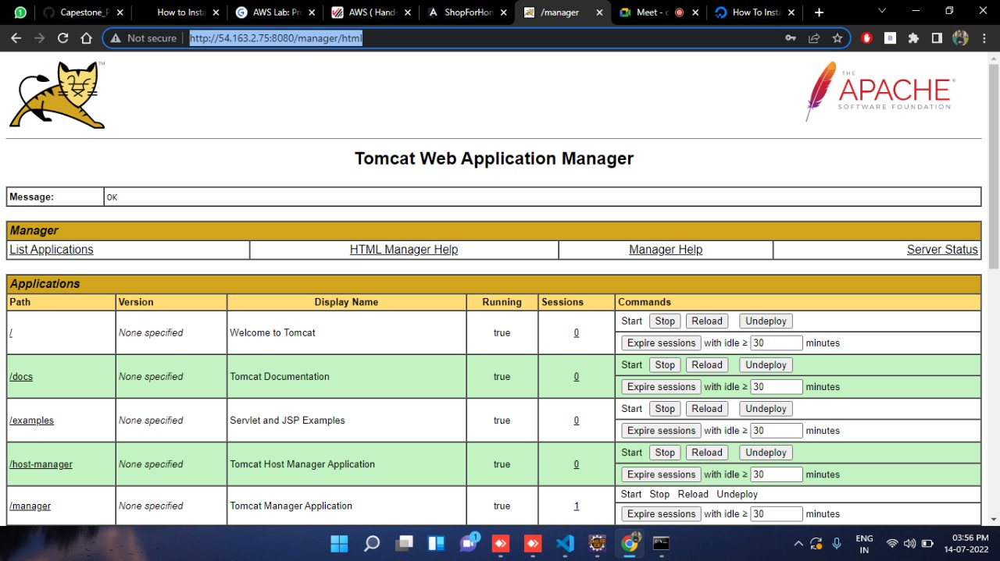 Capestone_P
How to Insta
AWS Lab: Pr
AWS ( Hands
ShopForHom
/manager
Meet - c
How To Insta
Not secure
http://54.163.2.75:8080/manager/html
TM
THE
APACHE
SOFTWARE FOUNDATION
Tomcat Web Application Manager
Message: OK
Manager
List Applications HTML Manager Help Manager Help Server Status
Applications
Path Version Display Name Running Sessions Commands
/ None specified Welcome to Tomcat true 0 Start Stop Reload Undeploy
Expire sessions with idle ≥ 30 minutes
/docs None specified Tomcat Documentation true 0 Start Stop Reload Undeploy
Expire sessions with idle ≥ 30 minutes
/examples None specified Servlet and JSP Examples true 0 Start Stop Reload Undeploy
Expire sessions with idle ≥ 30 minutes
/host-manager None specified Tomcat Host Manager Application true 0 Start Stop Reload Undeploy
Expire sessions with idle ≥ 30 minutes
/manager None specified Tomcat Manager Application true 1 Start Stop Reload Undeploy
Expire sessions with idle ≥ 30 minutes
1
ENG
IN
03:56 PM
14-07-2022